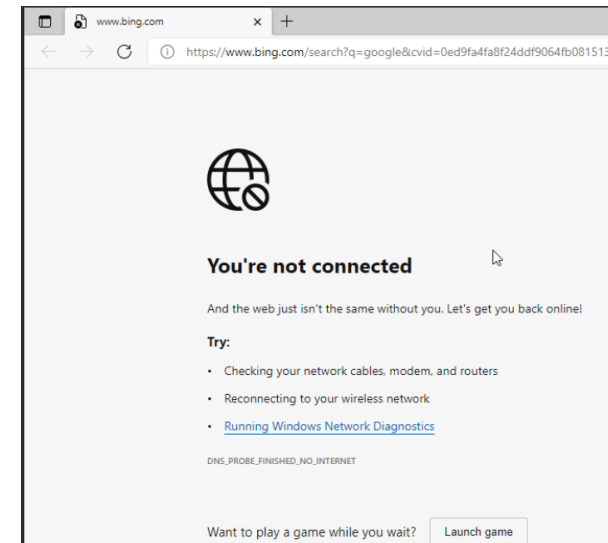 www.bing.com
https://www.bing.com/search?q=google&cvid=0ed9fa4fa8f24ddf9064fb081513
You're not connected
And the web just isn't the same without you. Let's get you back online!
Try:
• Checking your network cables, modem, and routers
• Reconnecting to your wireless network
• Running Windows Network Diagnostics
DNS_PROBE_FINISHED_NO_INTERNET
Want to play a game while you wait? Launch game